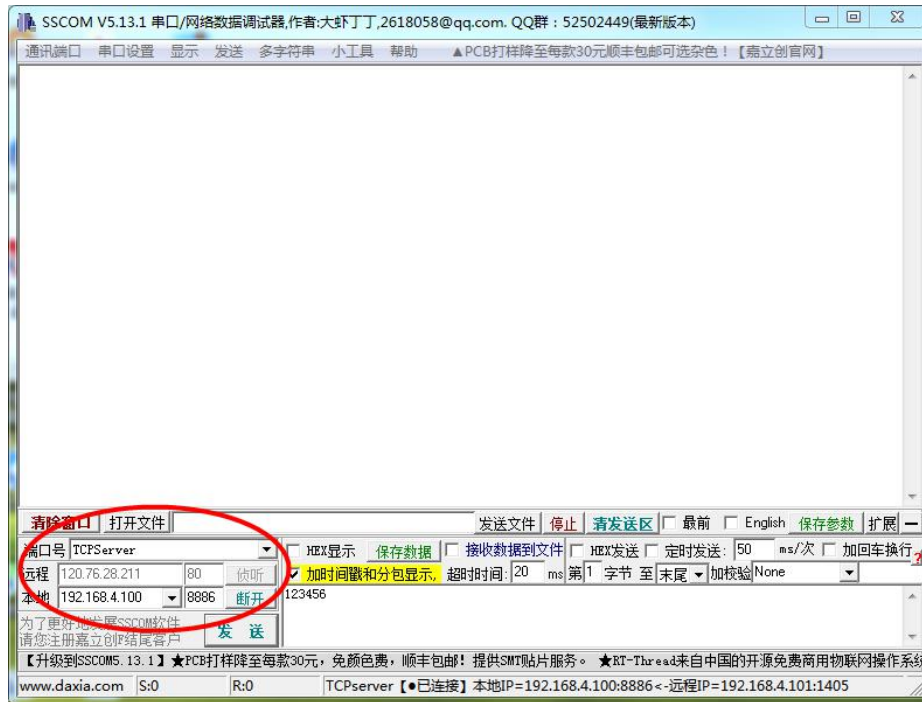 SSCOM V5.13.1 串口/网络数据调试器,作者:大虾丁丁,2618058@qq.com. QQ群：52502449(最新版本)
通讯端口 串口设置 显示 发送 多字符串 小工具 帮助 ▲PCB打样降至每款30元顺丰包邮可选杂色！【嘉立创官网】
清除窗口 打开文件 发送文件 停止 清发送区 最前 English 保存参数 扩展 —
端口号 TCPServer HEX显示 保存数据 接收数据到文件 HEX发送 定时发送: 50 ms/次 加回车换行
远程 120.76.28.211 80 侦听 加时间戳和分包显示, 超时时间: 20 ms 第1 字节 至 末尾 加校验 None
本地 192.168.4.100 8886 断开 123456
为了更好地发展SSCOM软件
请您注册嘉立创F结尾客户 发 送
【升级到SSCOM5.13.1】★PCB打样降至每款30元，免颜色费，顺丰包邮！提供SMT贴片服务。 ★RT-Thread来自中国的开源免费商用物联网操作系
www.daxia.com S:0 R:0 TCPserver【●已连接】本地IP=192.168.4.100:8886<-远程IP=192.168.4.101:1405